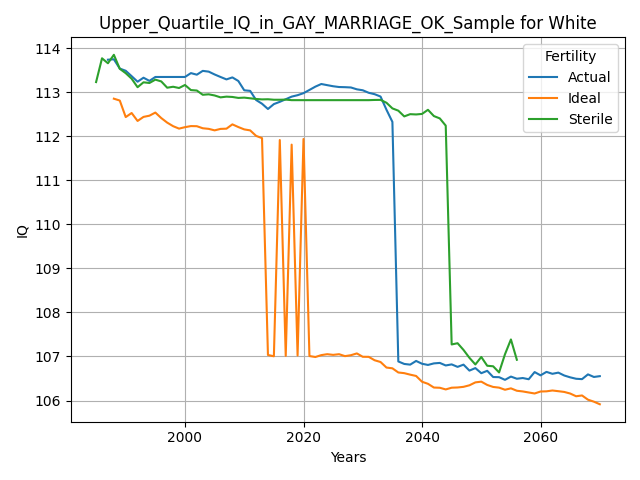 Upper_Quartile_IQ_in_GAY_MARRIAGE_OK_Sample for White
Fertility
Actual
Ideal
Sterile
IQ
114
113
112
111
110
109
108
107
106
2000
2020
2040
2060
Years